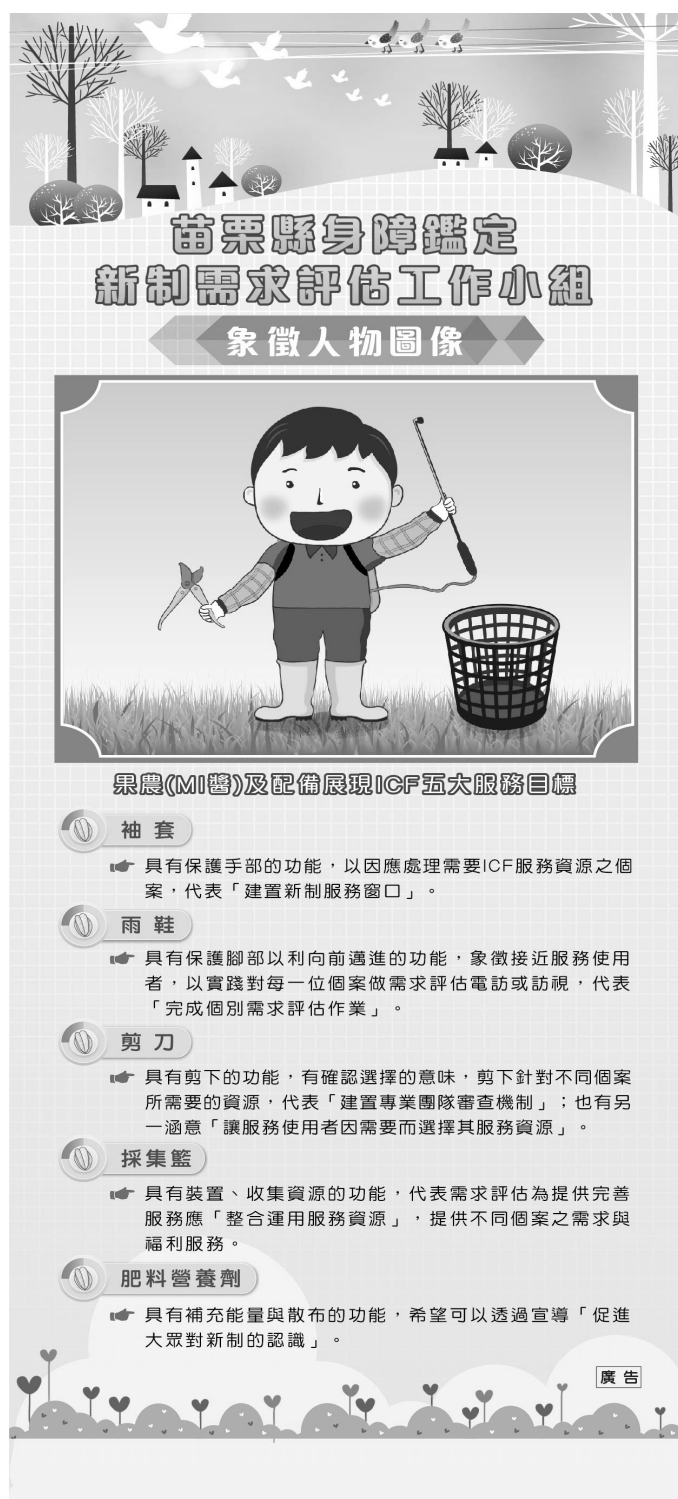 苗栗縣身障鑑定
新制需求評估工作小組
象徵人物圖像
果農(MI醬)及配備展現ICF五大服務目標
袖套
具有保護手部的功能,以因應處理需要ICF服務資源之個
案,代表「建置新制服務窗口」。
雨鞋
具有保護腳部以利向前邁進的功能,象徵接近服務使用
者,以實踐對每一位個案做需求評估電訪或訪視,代表
「完成個別需求評估作業」。
剪刀
具有剪下的功能,有確認選擇的意味,剪下針對不同個案
所需要的資源,代表「建置專業團隊審查機制」;也有另
一涵意「讓服務使用者因需要而選擇其服務資源」。
採集籃
具有裝置、收集資源的功能,代表需求評估為提供完善
服務應「整合運用服務資源」,提供不同個案之需求與
福利服務。
肥料營養劑
具有補充能量與散布的功能,希望可以透過宣導「促進
大眾對新制的認識」。
廣告